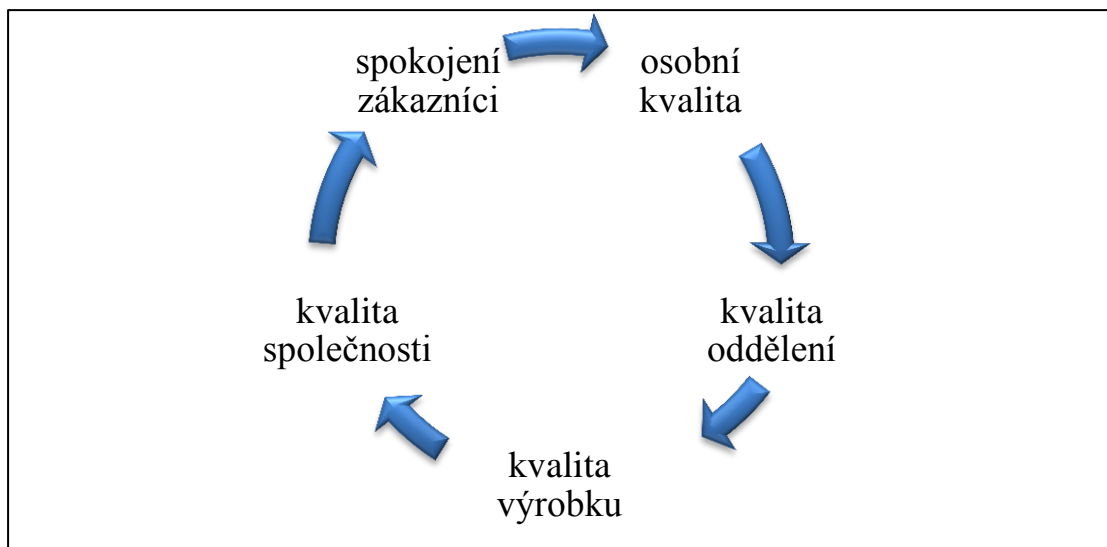 spokojení
zákazníci
osobní
kvalita
kvalita
oddělení
kvalita
výrobku
kvalita
společnosti